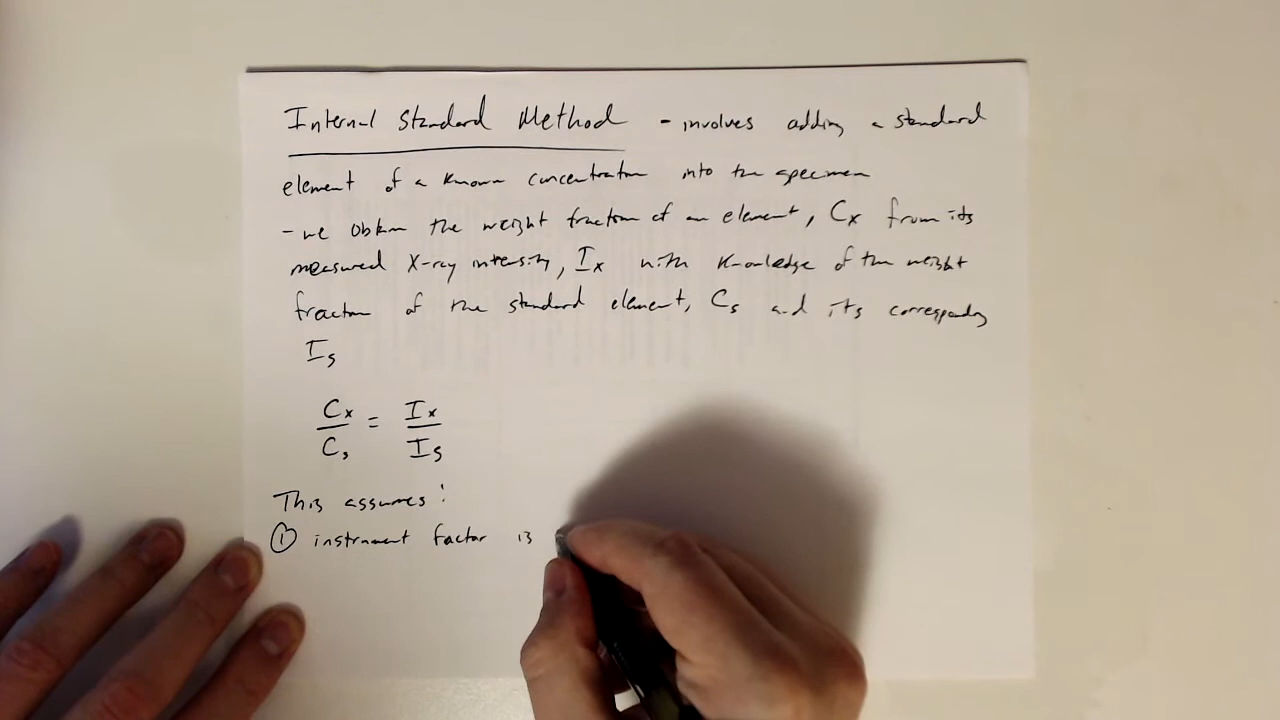 Internal Standard Method - involves adding a standard
element of a known concentration into the specimen
- we obtain the weight fraction of an element, Cx from its
measured X-ray intensity, Ix with knowledge of the weight
fraction of the standard element, Cs and its corresponding
Is
Cx/Cs = Ix/Is
This assumes:
① instrument factor is